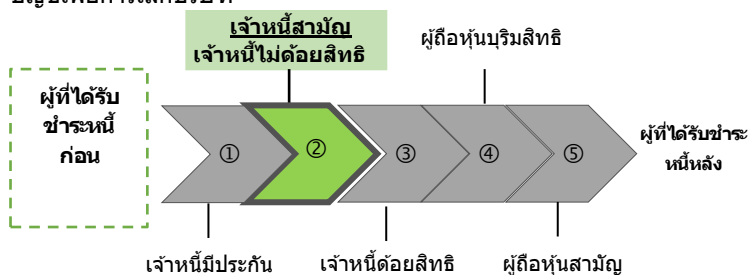 เจ้าหนี้สามัญ
เจ้าหนี้ไม่ด้อยสิทธิ
ผู้ถือหุ้นบุริมสิทธิ
ผู้ที่ได้รับ
ชำระหนี้
ก่อน
①
②
③
④
⑤
ผู้ที่ได้รับชำระ
หนี้หลัง
เจ้าหนี้มีประกัน
เจ้าหนี้ด้อยสิทธิ
ผู้ถือหุ้นสามัญ